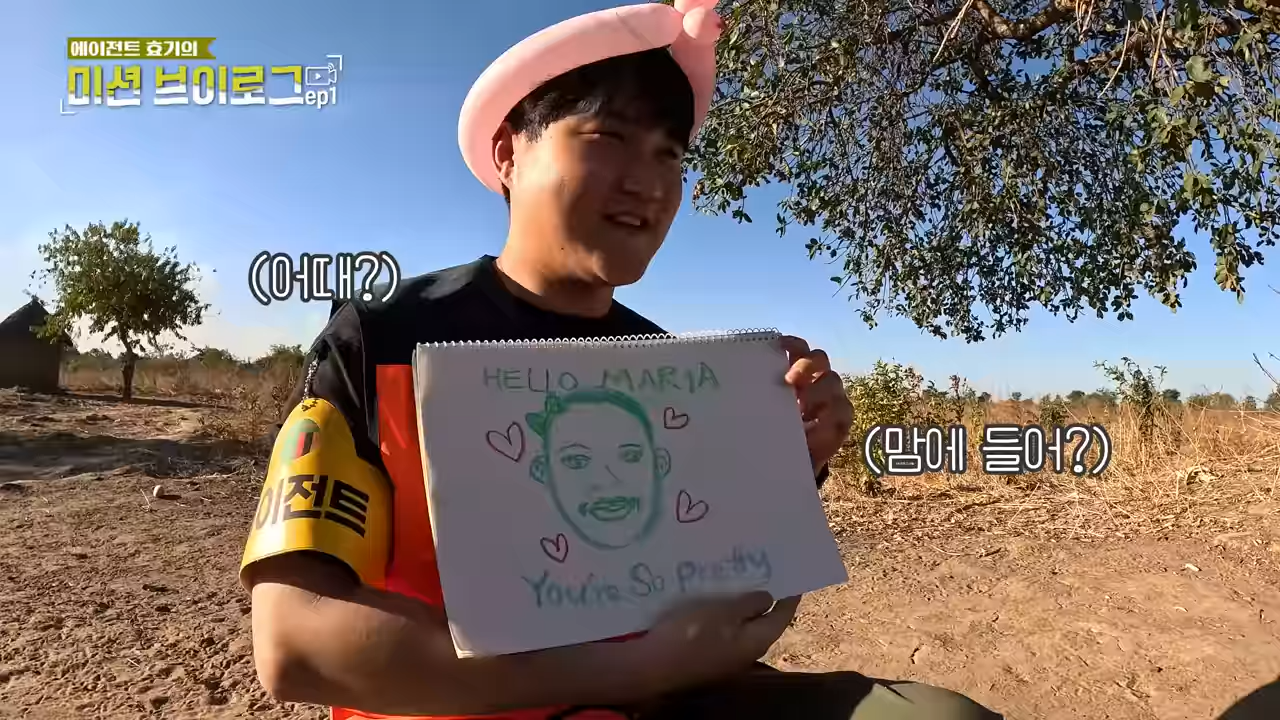 에이전트 효기의
미션 브이로그
ep1
(어때?)
HELLO MARIA
(맘에 들어?)
이전트
You're So pretty